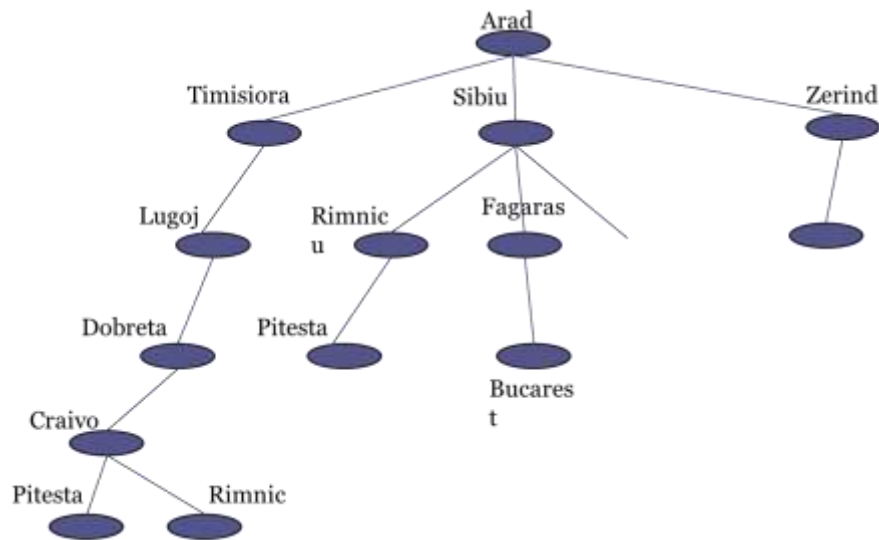 Arad
Timisiora
Sibiu
Zerind
Lugoj
Rimnic
u
Fagaras
Dobreta
Pitesta
Bucares
t
Craivo
Pitesta
Rimnic